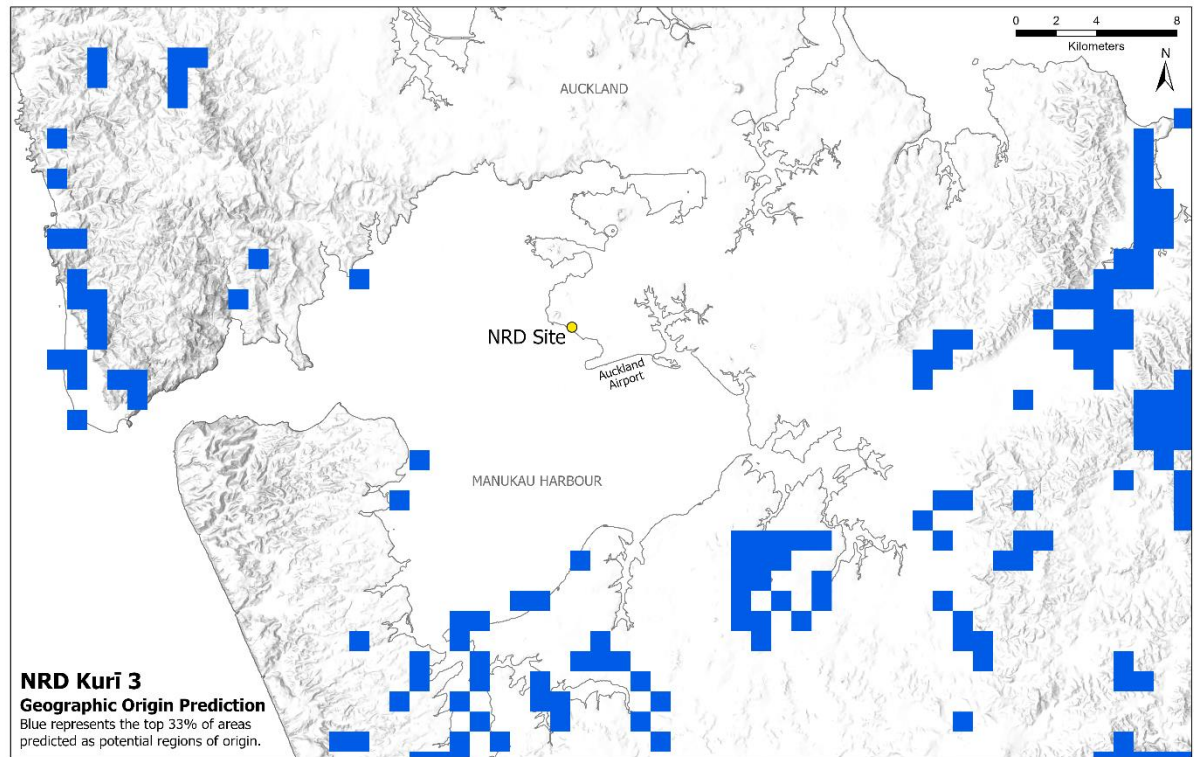 0 2 4 8
Kilometers
N
AUCKLAND
NRD Site
Auckland
Airport
MANUKAU HARBOUR
NRD Kurī 3
Geographic Origin Prediction
Blue represents the top 33% of areas
predicted as potential regions of origin.